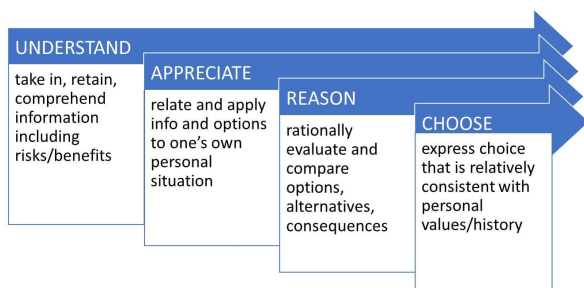 UNDERSTAND
take in, retain,
comprehend
information
including
risks/benefits
APPRECIATE
relate and apply
info and options
to one's own
personal
situation
REASON
rationally
evaluate and
compare
options,
alternatives,
consequences
CHOOSE
express choice
that is relatively
consistent with
personal
values/history